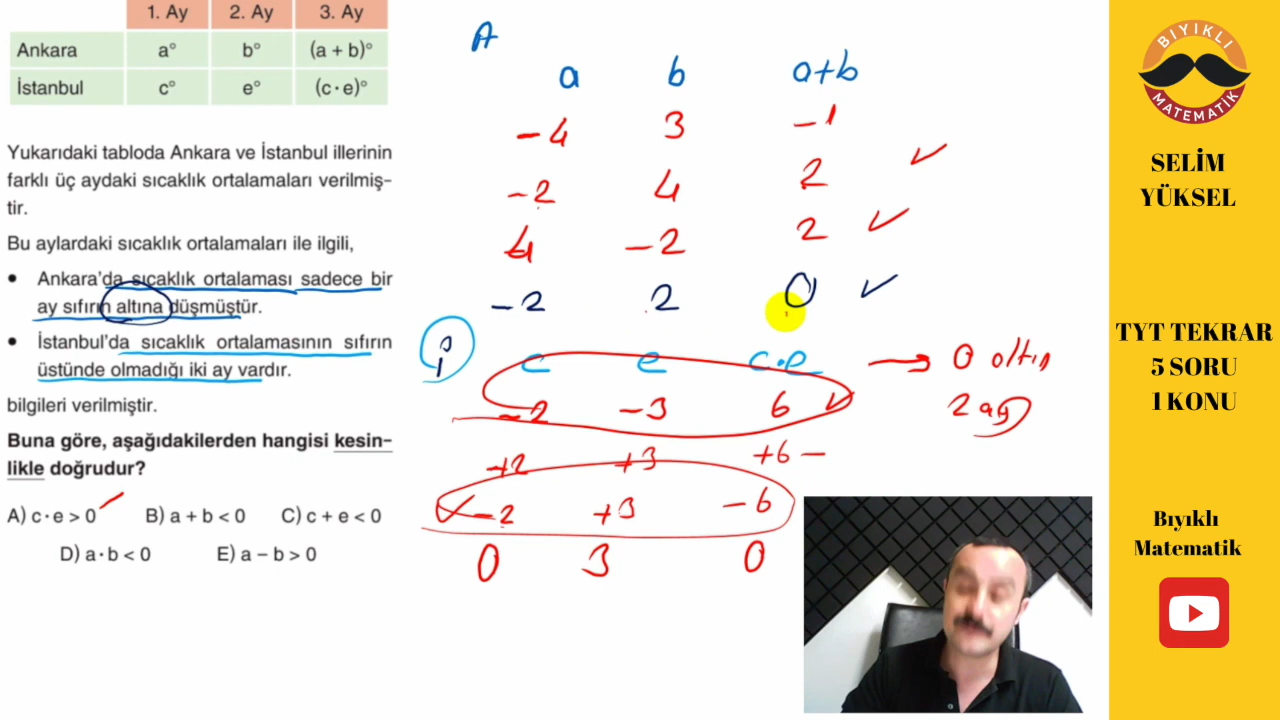 1. Ay 2. Ay 3. Ay
Ankara a° b° (a + b)°
İstanbul c° e° (c · e)°
Yukarıdaki tabloda Ankara ve İstanbul illerinin
farklı üç aydaki sıcaklık ortalamaları verilmiş-
tir.
Bu aylardaki sıcaklık ortalamaları ile ilgili,
• Ankara'da sıcaklık ortalaması sadece bir
ay sıfırın altına düşmüştür.
• İstanbul'da sıcaklık ortalamasının sıfırın
üstünde olmadığı iki ay vardır.
bilgileri verilmiştir.
Buna göre, aşağıdakilerden hangisi kesin-
likle doğrudur?
A) c · e > 0 B) a + b < 0 C) c + e < 0
D) a · b < 0 E) a – b > 0
A
a b a+b
-4 3 -1
-2 4 2
4 -2 2
-2 2 0
İ
c e c.e → 0 altın
-2 -3 6 2 ay
+2 +3 +6 -
-2 +3 -6
0 3 0
BIYIKLI
MATEMATİK
SELİM
YÜKSEL
TYT TEKRAR
5 SORU
1 KONU
Bıyıklı
Matematik